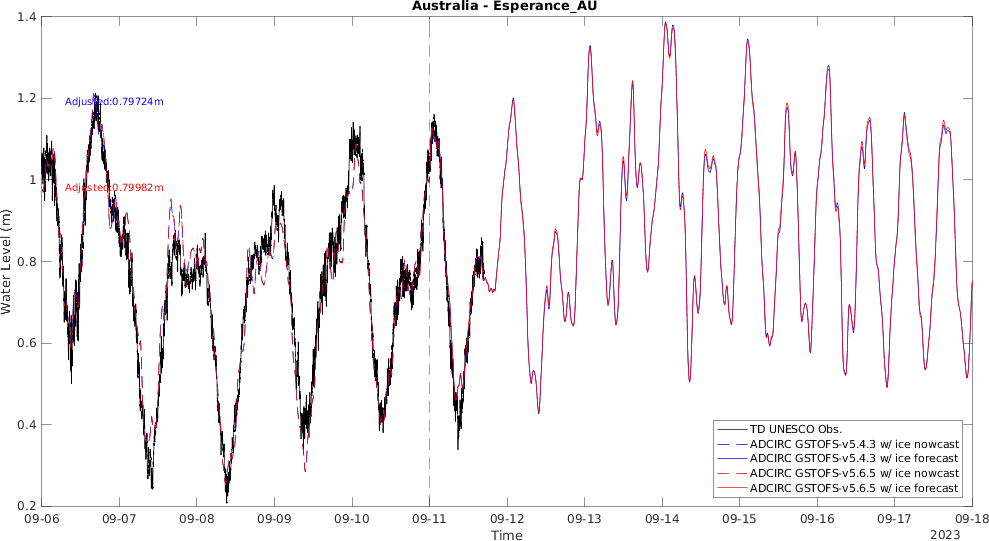 Australia - Esperance_AU
1.4
1.2
1
0.8
0.6
0.4
0.2
Water Level (m)
Adjusted:0.79724m
Adjusted:0.79982m
TD UNESCO Obs.
ADCIRC GSTOFS-v5.4.3 w/ ice nowcast
ADCIRC GSTOFS-v5.4.3 w/ ice forecast
ADCIRC GSTOFS-v5.6.5 w/ ice nowcast
ADCIRC GSTOFS-v5.6.5 w/ ice forecast
09-06 09-07 09-08 09-09 09-10 09-11 09-12 09-13 09-14 09-15 09-16 09-17 09-18
Time
2023